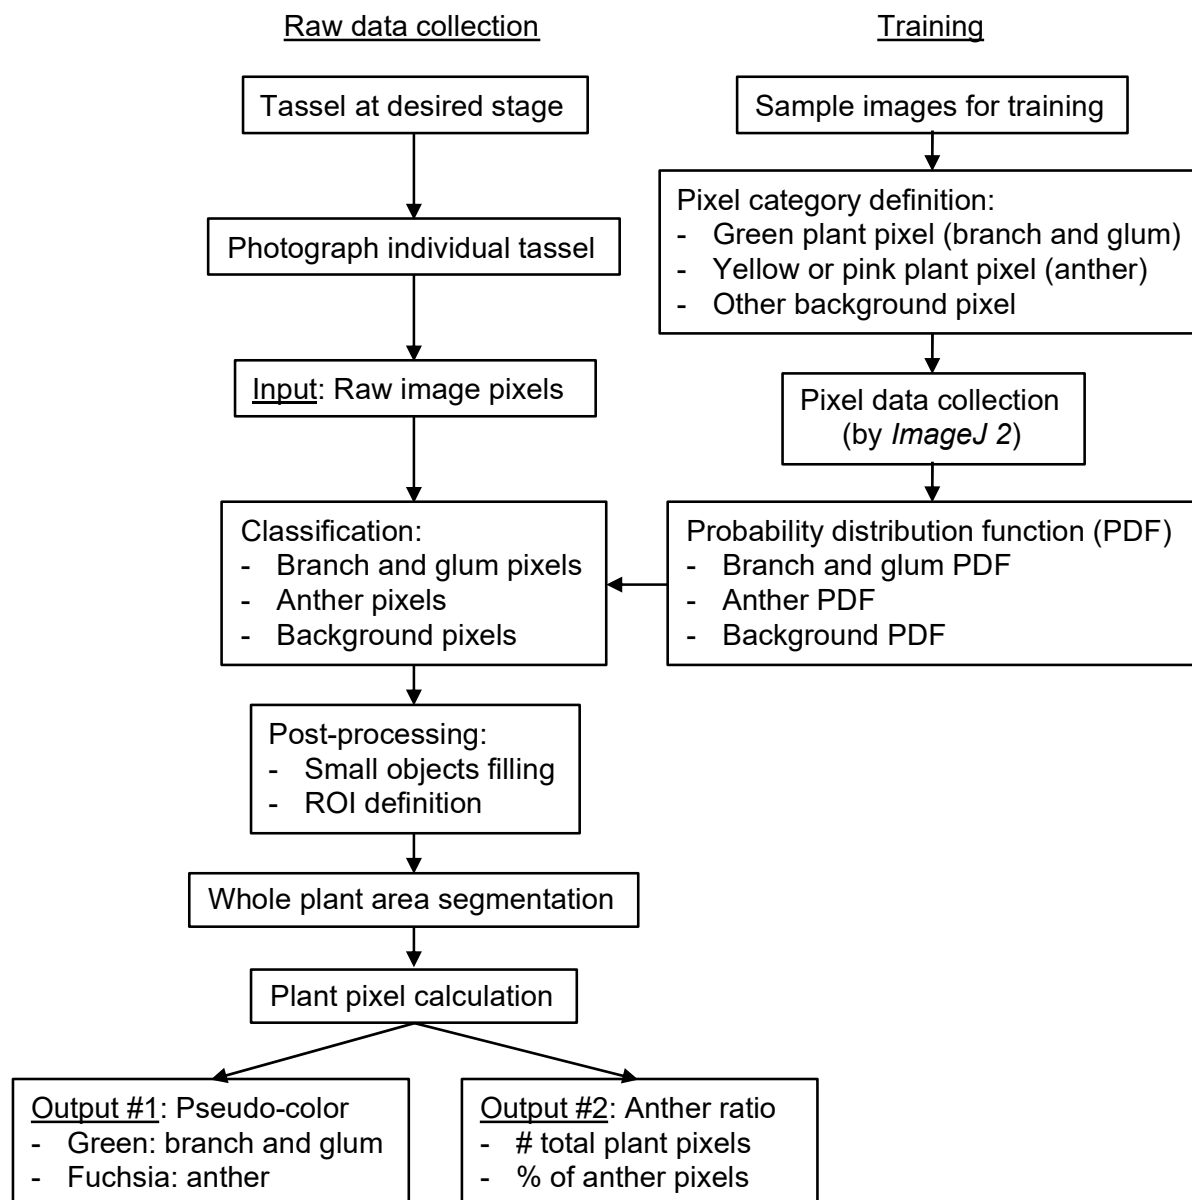 Raw data collection
Training
Tassel at desired stage
Sample images for training
Photograph individual tassel
Pixel category definition:
- Green plant pixel (branch and glum)
- Yellow or pink plant pixel (anther)
- Other background pixel
Input: Raw image pixels
Pixel data collection
(by ImageJ 2)
Classification:
- Branch and glum pixels
- Anther pixels
- Background pixels
Probability distribution function (PDF)
- Branch and glum PDF
- Anther PDF
- Background PDF
Post-processing:
- Small objects filling
- ROI definition
Whole plant area segmentation
Plant pixel calculation
Output #1: Pseudo-color
- Green: branch and glum
- Fuchsia: anther
Output #2: Anther ratio
- # total plant pixels
- % of anther pixels